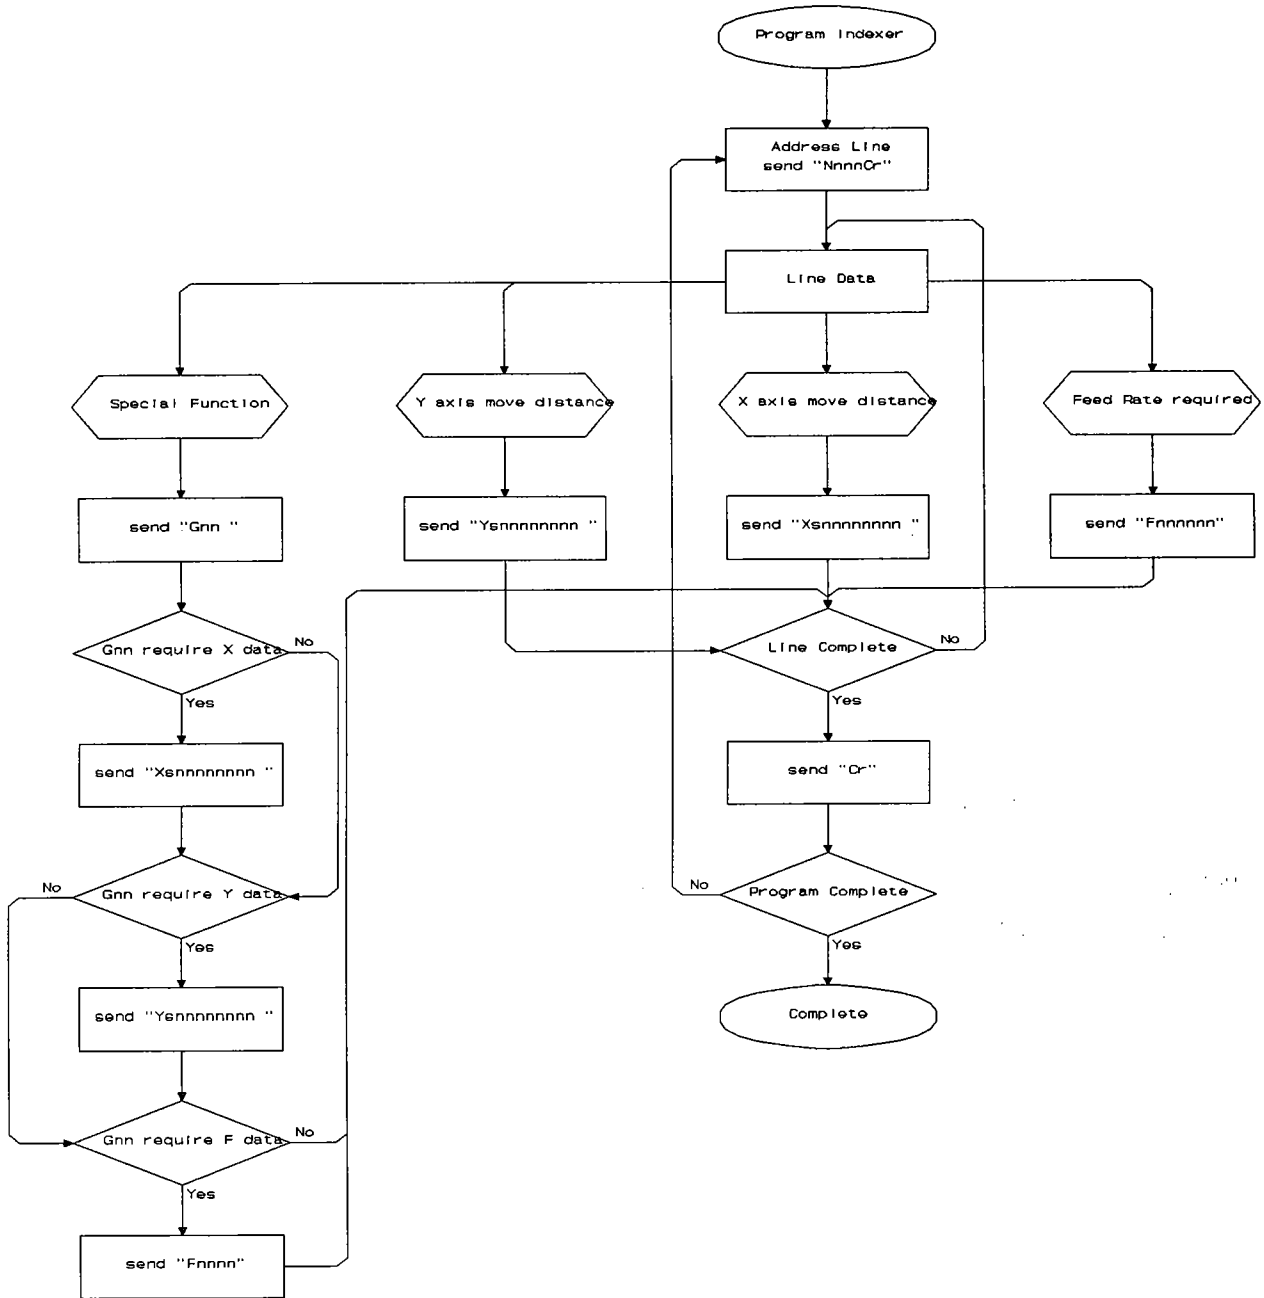 Program Indexer
Address Line
send "NnnnCr"
Line Data
Special Function
Y axis move distance
X axis move distance
Feed Rate required
send "Gnn "
send "Ysnnnnnnnn "
send "Xsnnnnnnnn "
send "Fnnnnnn"
Gnn require X data
No
Yes
Line Complete
No
Yes
send "Xsnnnnnnnn "
send "Cr"
Gnn require Y data
No
Yes
Program Complete
No
Yes
send "Ysnnnnnnnn "
Complete
Gnn require F data
No
Yes
send "Fnnnn"